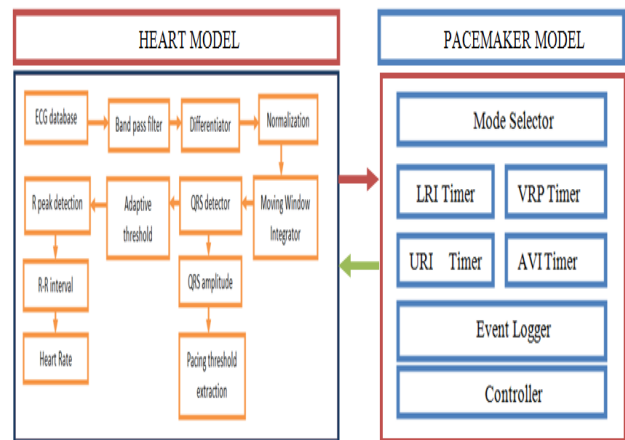 HEART MODEL
ECG database
Band pass filter
Differentiator
Normalization
R peak detection
Adaptive
threshold
QRS detector
Moving Window
Integrator
R-R interval
QRS amplitude
Heart Rate
Pacing threshold
extraction
PACEMAKER MODEL
Mode Selector
LRI Timer
VRP Timer
URI Timer
AVI Timer
Event Logger
Controller